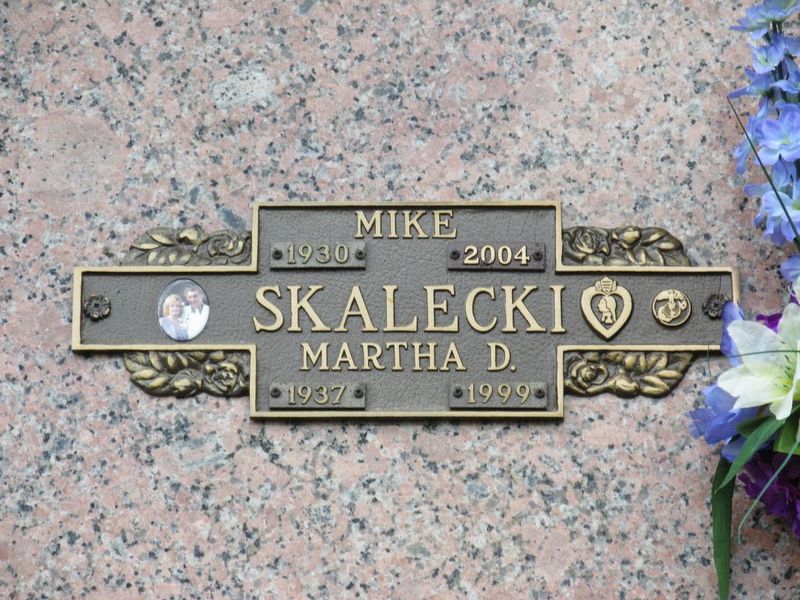 MIKE
1930 2004
SKALECKI
MARTHA D.
1937 1999